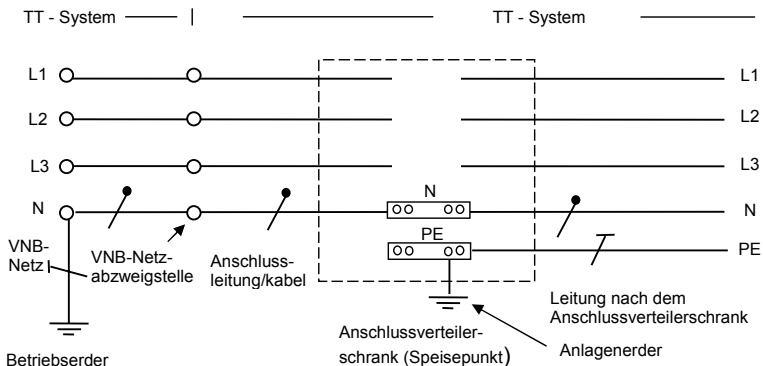 TT - System
TT - System
L1
L1
L2
L2
L3
L3
N
N
N
PE
PE
VNB-
Netz
VNB-Netz-
abzweigstelle
Anschluss-
leitung/kabel
Leitung nach dem
Anschlussverteilerschrank
Anschlussverteiler-
schrank (Speisepunkt)
Anlagenerder
Betriebserder